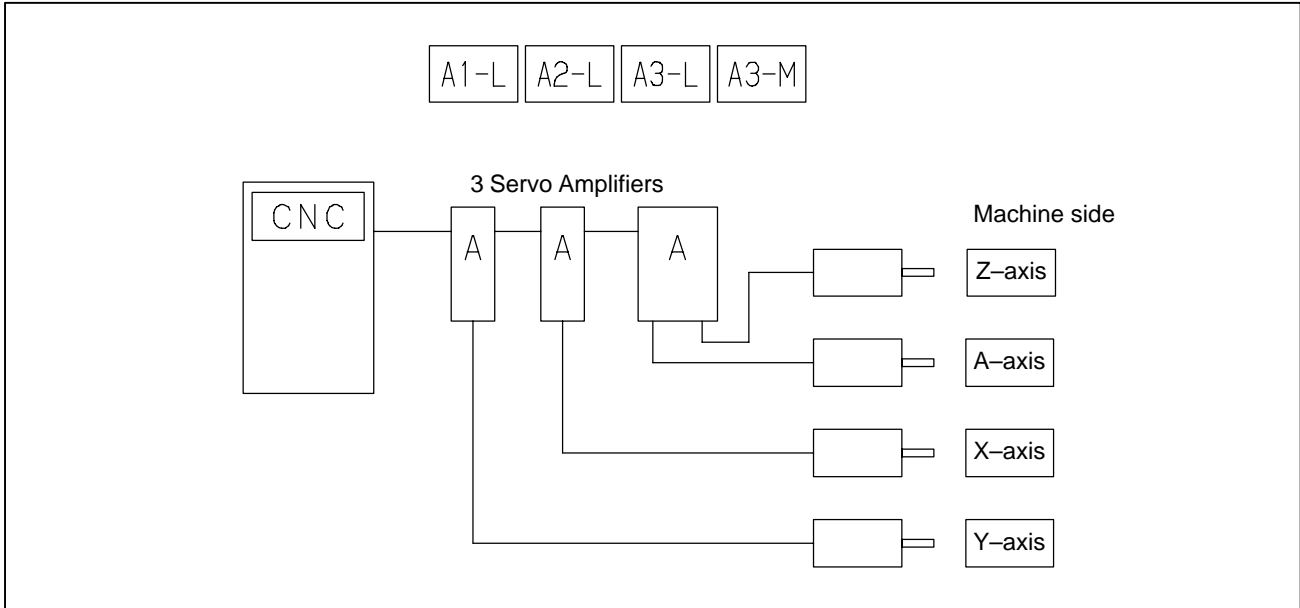 A1-L A2-L A3-L A3-M
3 Servo Amplifiers
CNC
A A A
Machine side
Z–axis
A–axis
X–axis
Y–axis